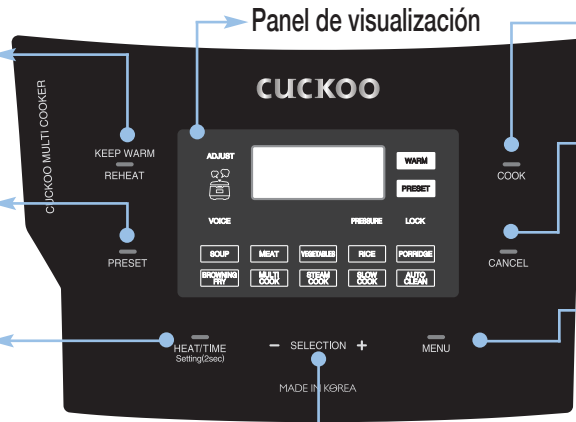 Panel de visualización
CUCKOO
CUCKOO MULTI COOKER
KEEP WARM
REHEAT
ADJUST
WARM
PRESET
COOK
VOICE
PRESSURE
LOCK
PRESET
SOUP
MEAT
VEGETABLES
RICE
PORRIDGE
CANCEL
BROWNING
FRY
MULTI
COOK
STEAM
COOK
SLOW
COOK
AUTO
CLEAN
HEAT/TIME
Setting(2sec)
− SELECTION +
MENU
MADE IN KOREA